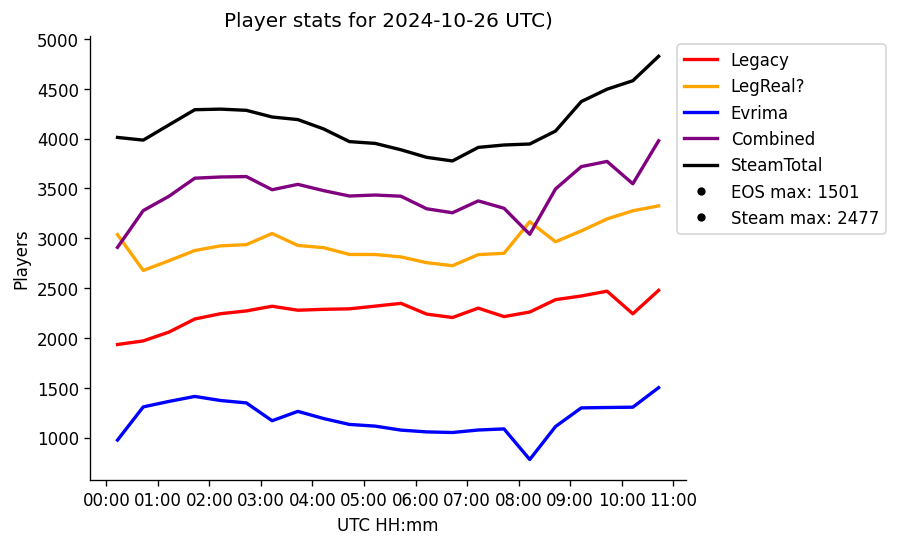 Player stats for 2024-10-26 UTC)
5000
4500
4000
3500
3000
2500
2000
1500
1000
Players
00:00 01:00 02:00 03:00 04:00 05:00 06:00 07:00 08:00 09:00 10:00 11:00
UTC HH:mm
Legacy
LegReal?
Evrima
Combined
SteamTotal
EOS max: 1501
Steam max: 2477